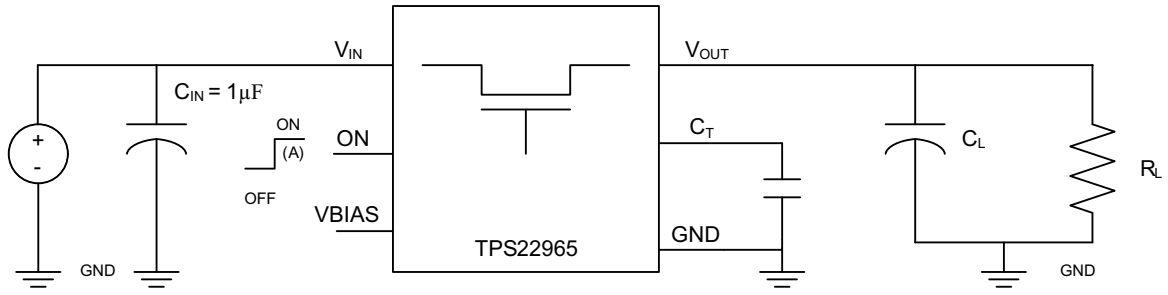 VIN
VOUT
CIN = 1μF
+
-
ON
(A)
OFF
ON
CT
CL
RL
VBIAS
GND
TPS22965
GND
GND